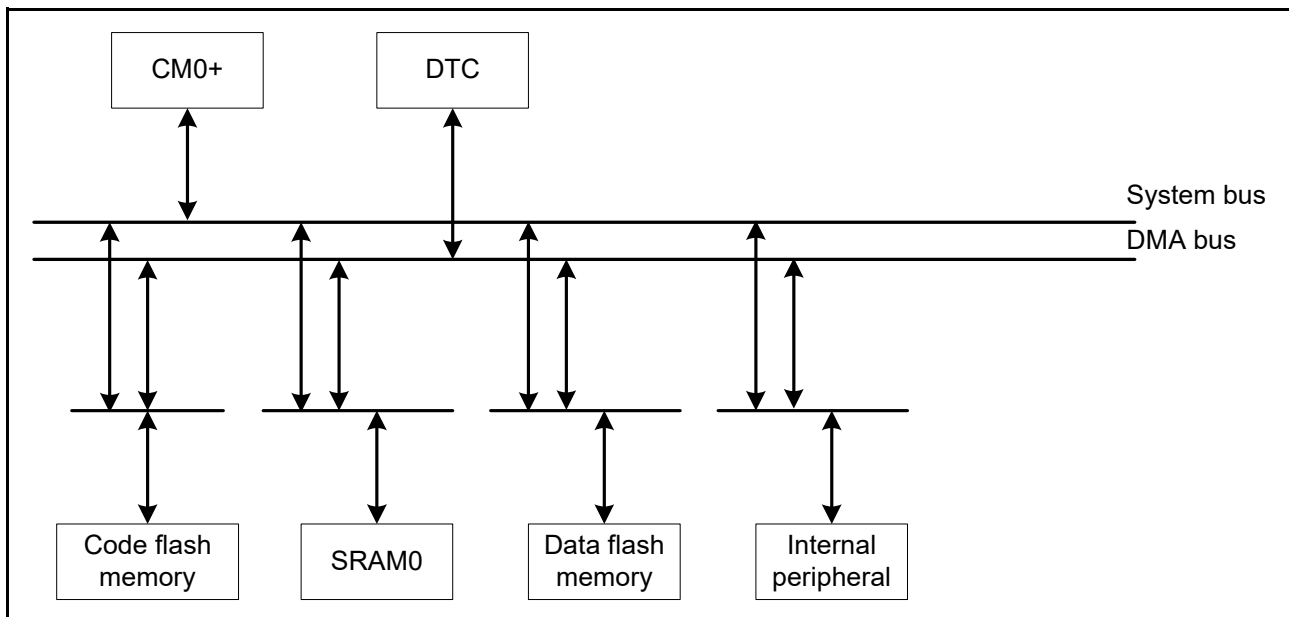 CM0+
DTC
System bus
DMA bus
Code flash
memory
SRAM0
Data flash
memory
Internal
peripheral